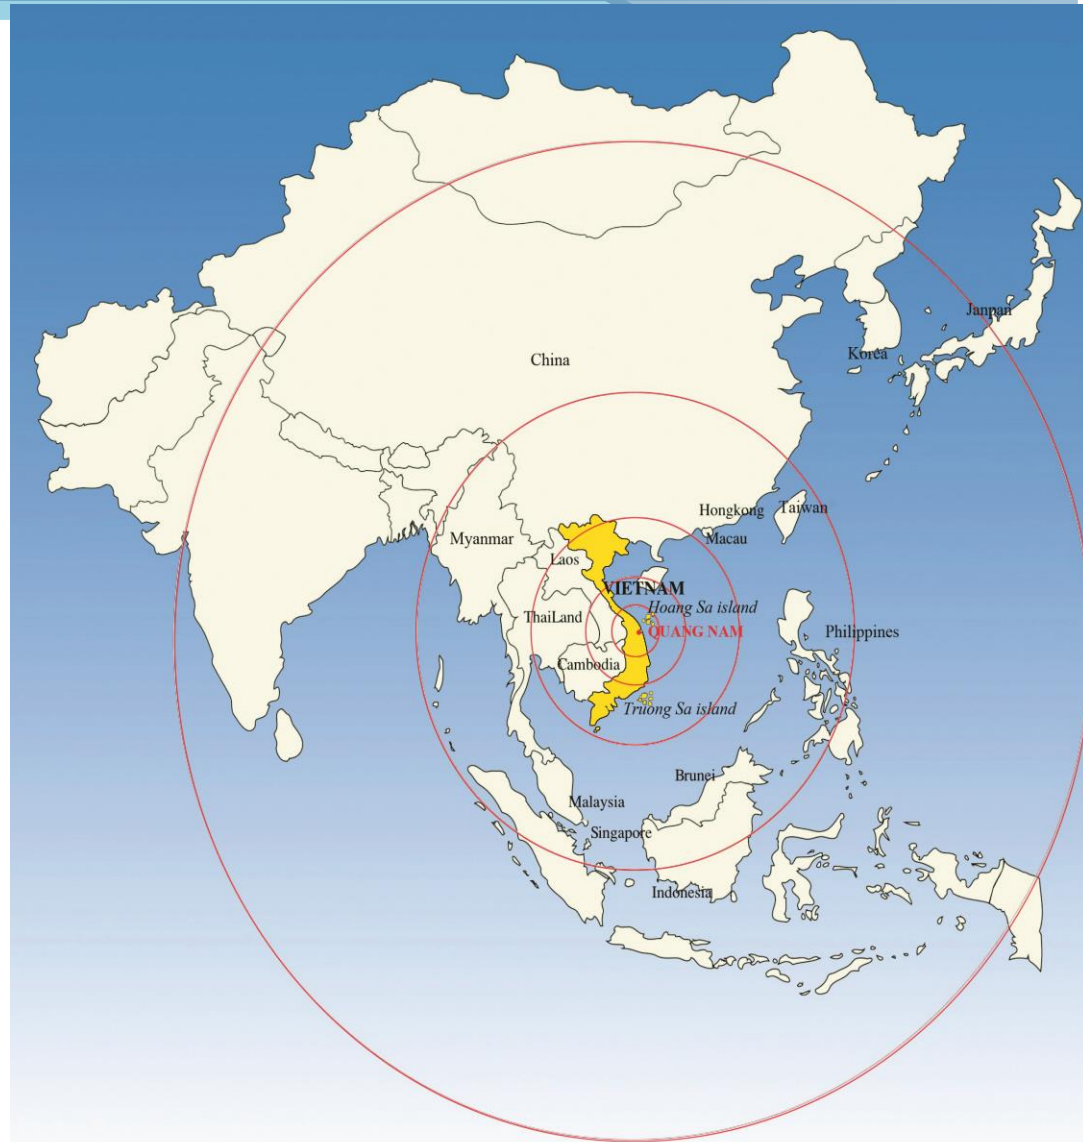 Janpan
Korea
China
Hongkong
Taiwan
Macau
Myanmar
Laos
VIETNAM
Hoang Sa island
ThaiLand
QUANG NAM
Philippines
Cambodia
Truong Sa island
Brunei
Malaysia
Singapore
Indonesia